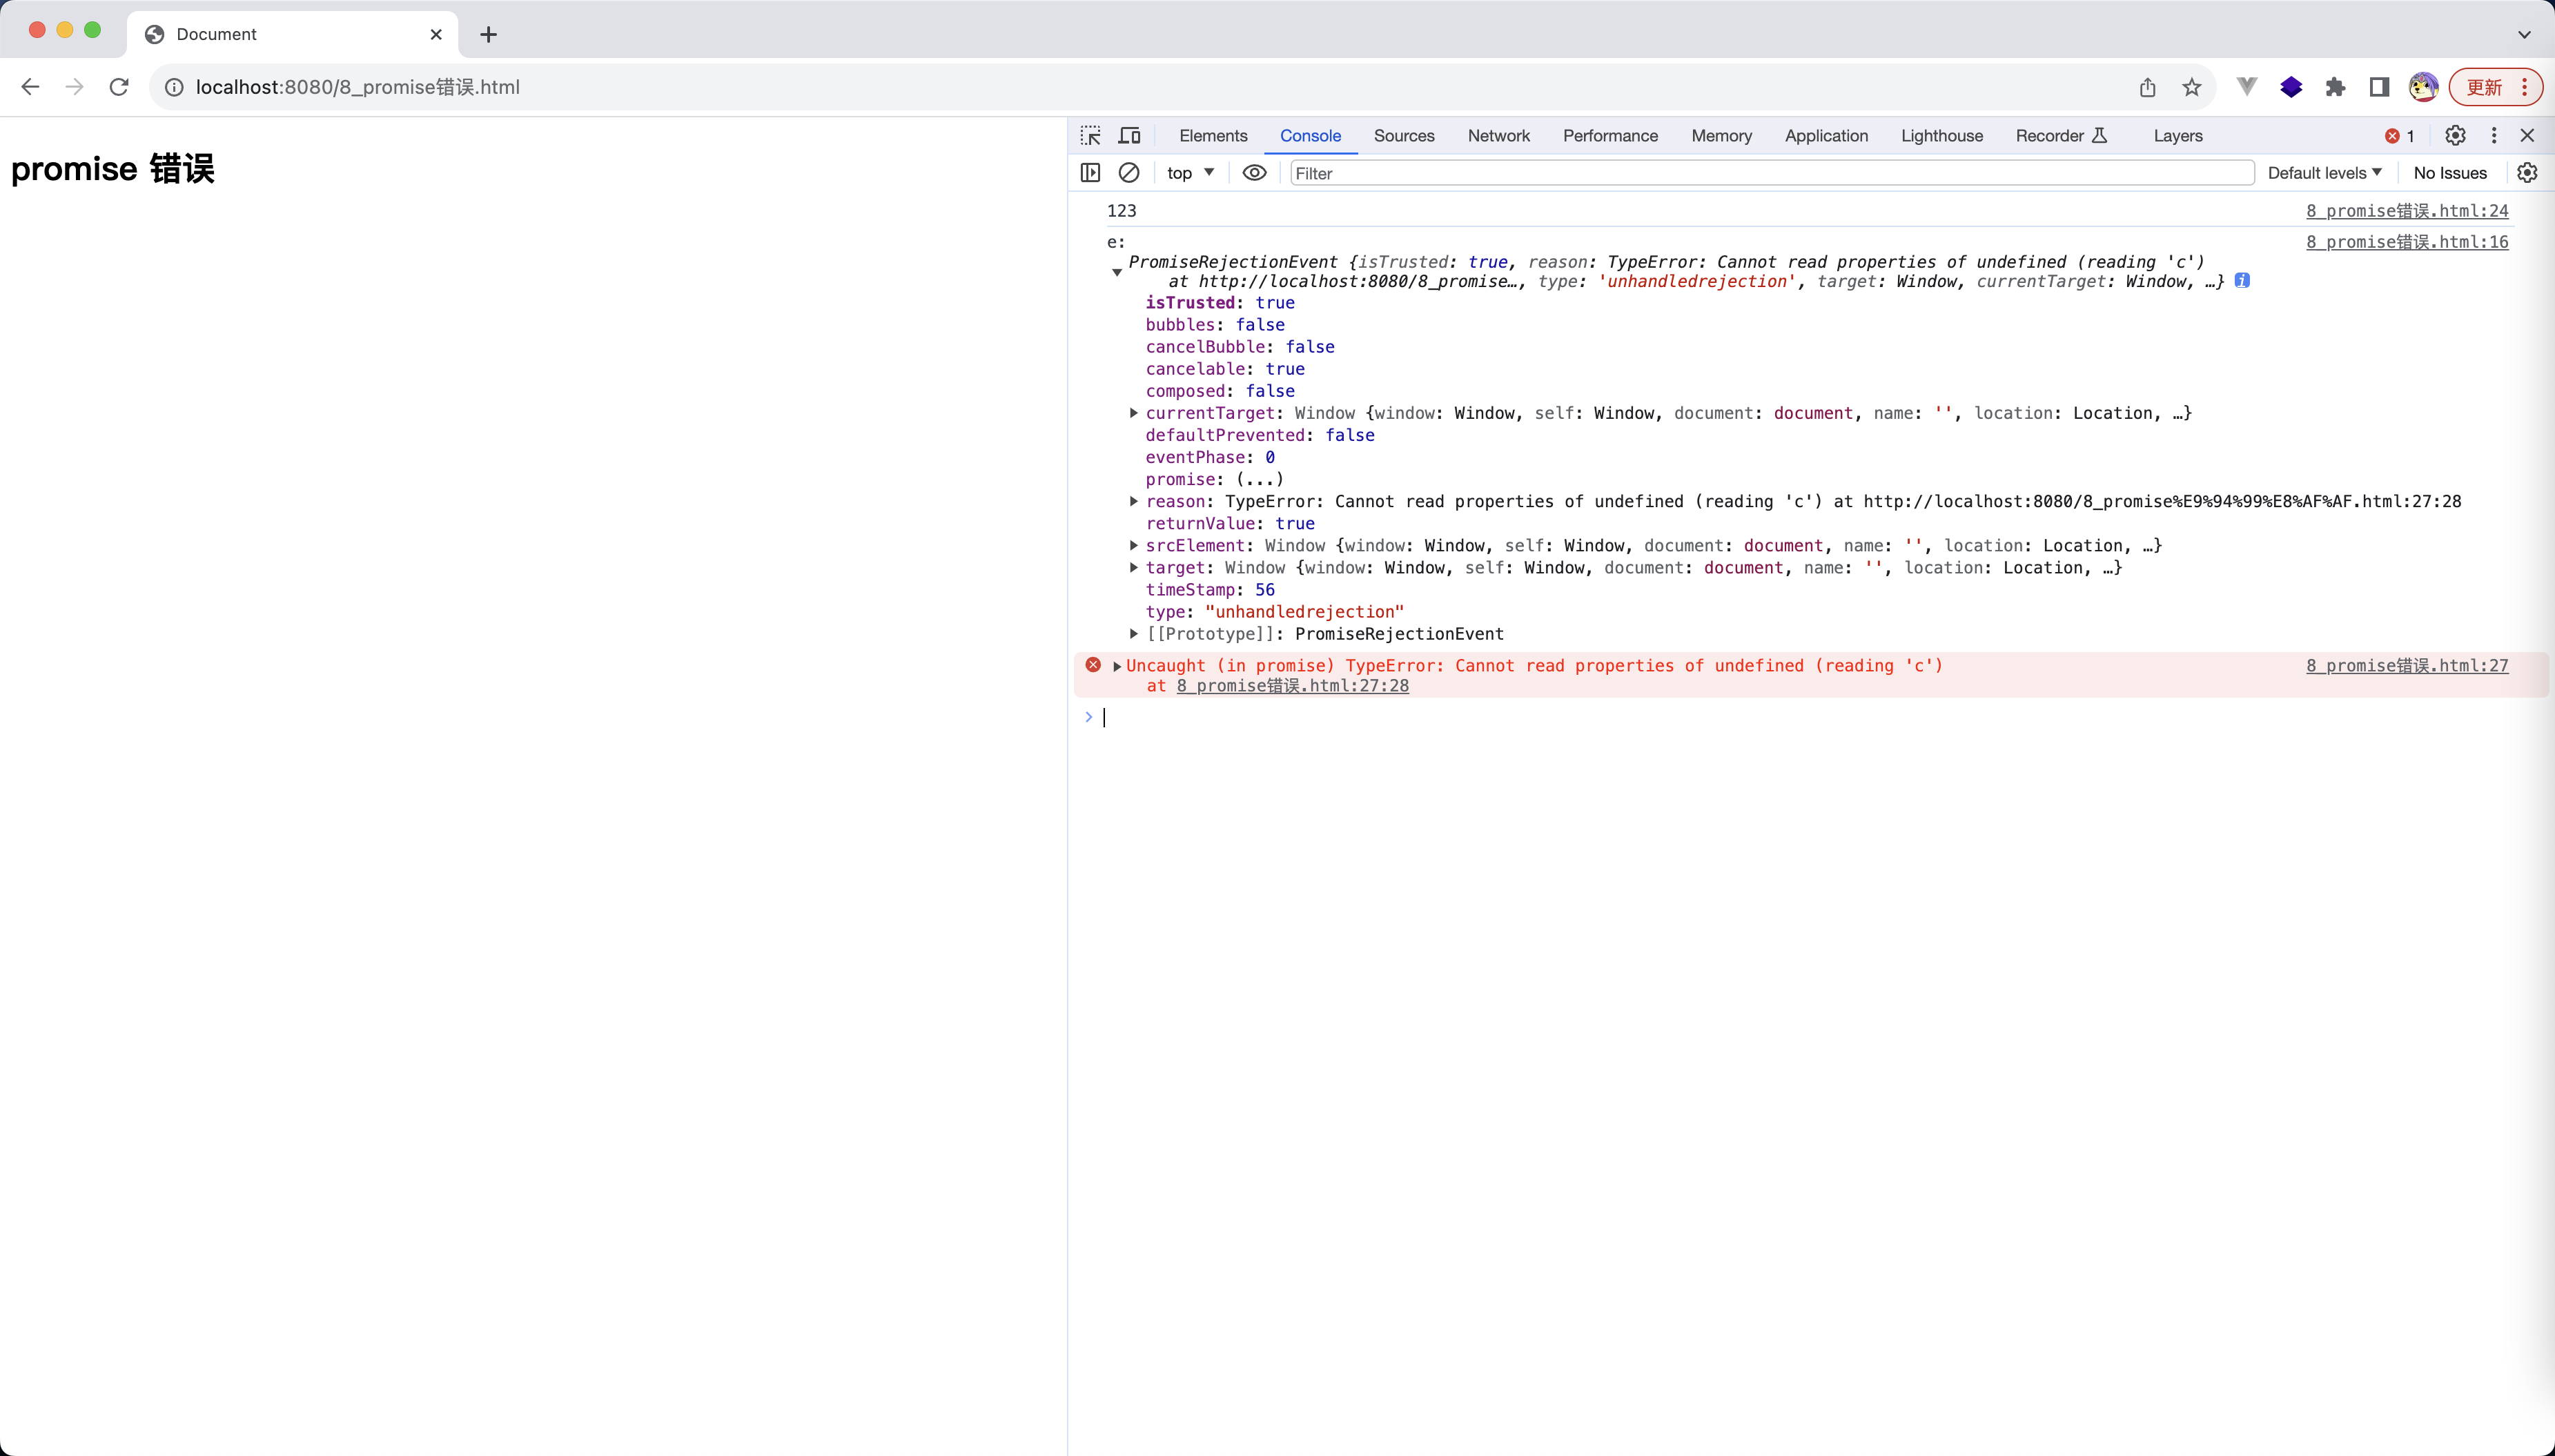 Document
localhost:8080/8_promise错误.html
更新
promise 错误
Elements Console Sources Network Performance Memory Application Lighthouse Recorder Layers 1
top Filter Default levels No Issues
123 8_promise错误.html:24
e: 8_promise错误.html:16
PromiseRejectionEvent {isTrusted: true, reason: TypeError: Cannot read properties of undefined (reading 'c')
at http://localhost:8080/8_promise…, type: 'unhandledrejection', target: Window, currentTarget: Window, …} i
isTrusted: true
bubbles: false
cancelBubble: false
cancelable: true
composed: false
currentTarget: Window {window: Window, self: Window, document: document, name: '', location: Location, …}
defaultPrevented: false
eventPhase: 0
promise: (...)
reason: TypeError: Cannot read properties of undefined (reading 'c') at http://localhost:8080/8_promise%E9%94%99%E8%AF%AF.html:27:28
returnValue: true
srcElement: Window {window: Window, self: Window, document: document, name: '', location: Location, …}
target: Window {window: Window, self: Window, document: document, name: '', location: Location, …}
timeStamp: 56
type: "unhandledrejection"
[[Prototype]]: PromiseRejectionEvent
Uncaught (in promise) TypeError: Cannot read properties of undefined (reading 'c') 8_promise错误.html:27
at 8_promise错误.html:27:28